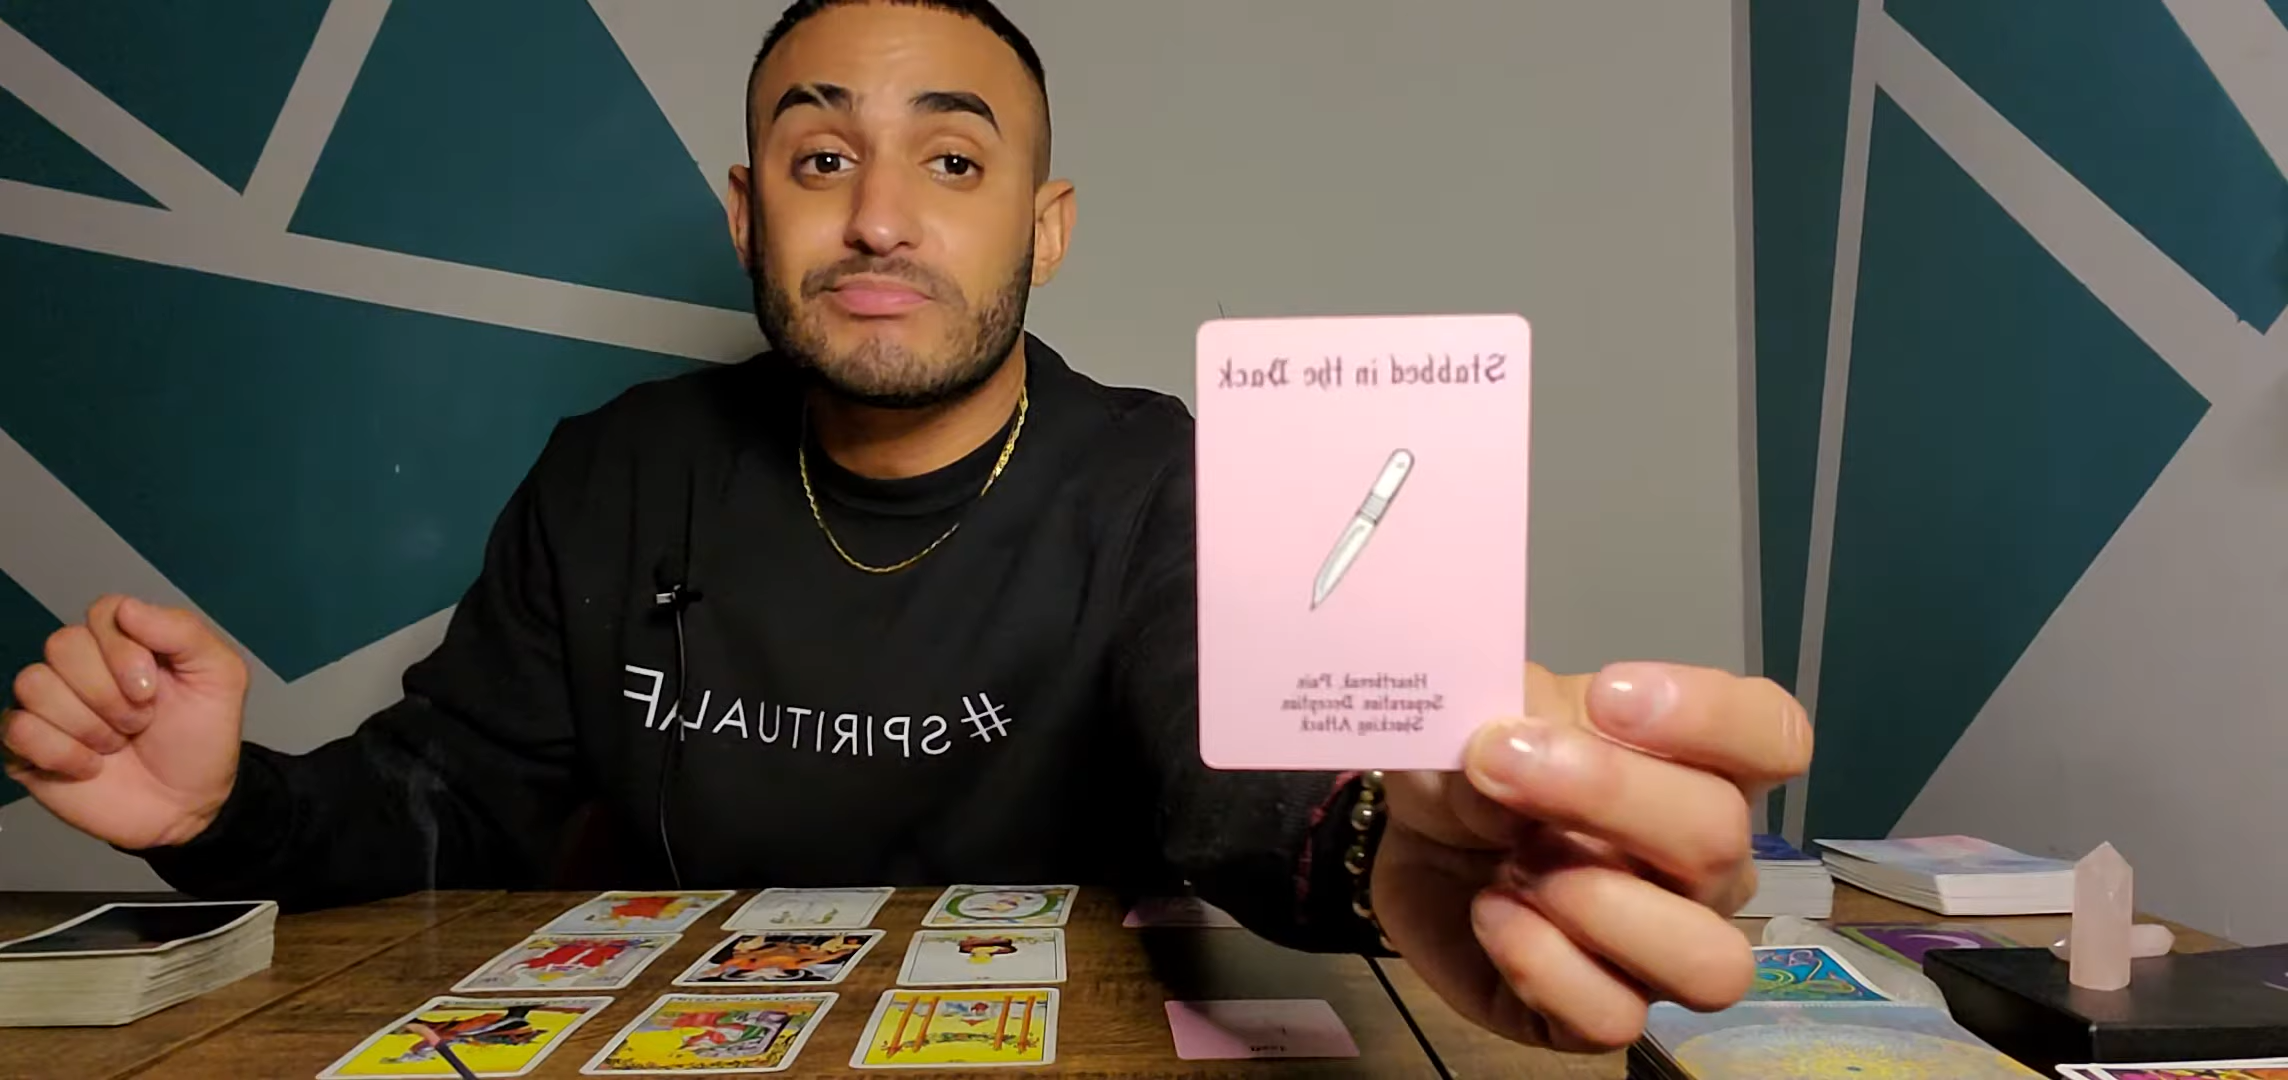 Stabbed in the Back
Heartbreak, Pain
Separation, Deception
Shocking Attack
#SPIRITUALAF